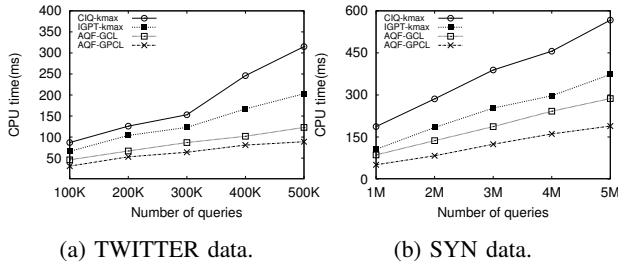 CIQ-kmax
IGPT-kmax
AQF-GCL
AQF-GPCL
400
350
300
250
200
150
100
50
CPU time(ms)
100K 200K 300K 400K 500K
Number of queries
(a) TWITTER data.
CIQ-kmax
IGPT-kmax
AQF-GCL
AQF-GPCL
600
450
300
150
0
CPU time(ms)
1M 2M 3M 4M 5M
Number of queries
(b) SYN data.